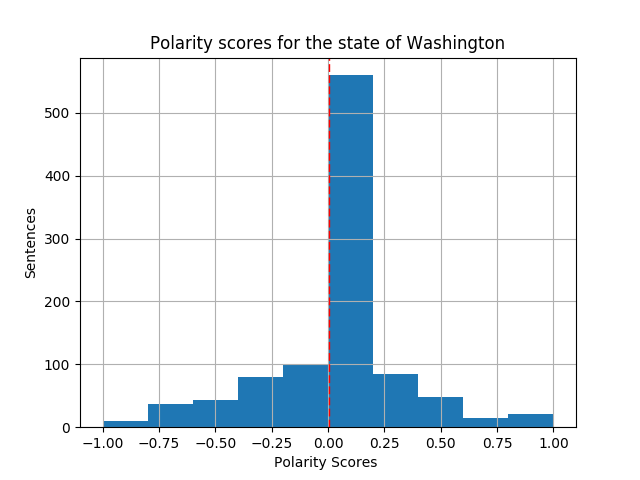 Polarity scores for the state of Washington
Sentences
500
400
300
200
100
0
−1.00 −0.75 −0.50 −0.25 0.00 0.25 0.50 0.75 1.00
Polarity Scores